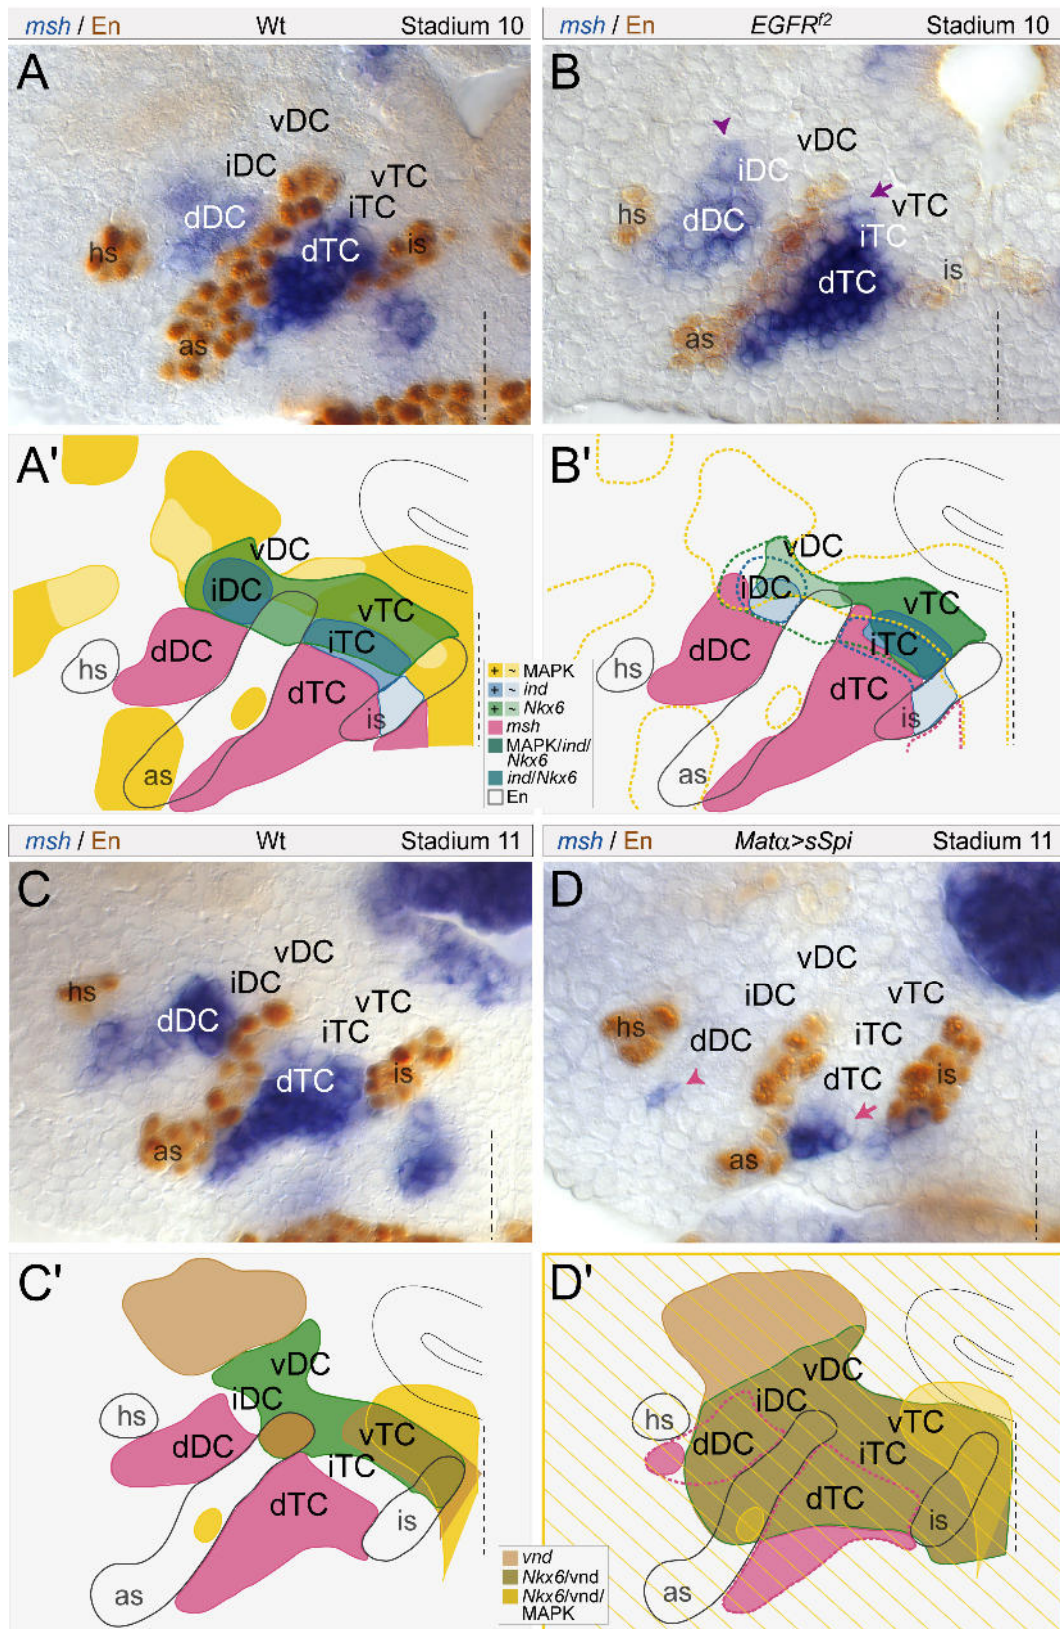 msh / En Wt Stadium 10
msh / En EGFRf2 Stadium 10
A
vDC
iDC
vTC
iTC
dDC
hs
dTC
is
as
B
vDC
iDC
vTC
dDC
hs
iTC
is
dTC
as
A'
vDC
iDC
vTC
iTC
dDC
hs
dTC
is
as
+ ~ MAPK
+ ~ ind
+ ~ Nkx6
msh
MAPK/ind/
Nkx6
ind/Nkx6
En
B'
vDC
iDC
vTC
iTC
dDC
hs
dTC
is
as
msh / En Wt Stadium 11
msh / En Matα>sSpi Stadium 11
C
vDC
iDC
hs
vTC
iTC
dDC
dTC
is
as
D
vDC
iDC
vTC
hs
dDC
iTC
dTC
is
as
C'
vDC
iDC
hs
vTC
dDC
iTC
dTC
is
as
vnd
Nkx6/vnd
Nkx6/vnd/
MAPK
D'
vDC
iDC
hs
vTC
dDC
iTC
dTC
is
as